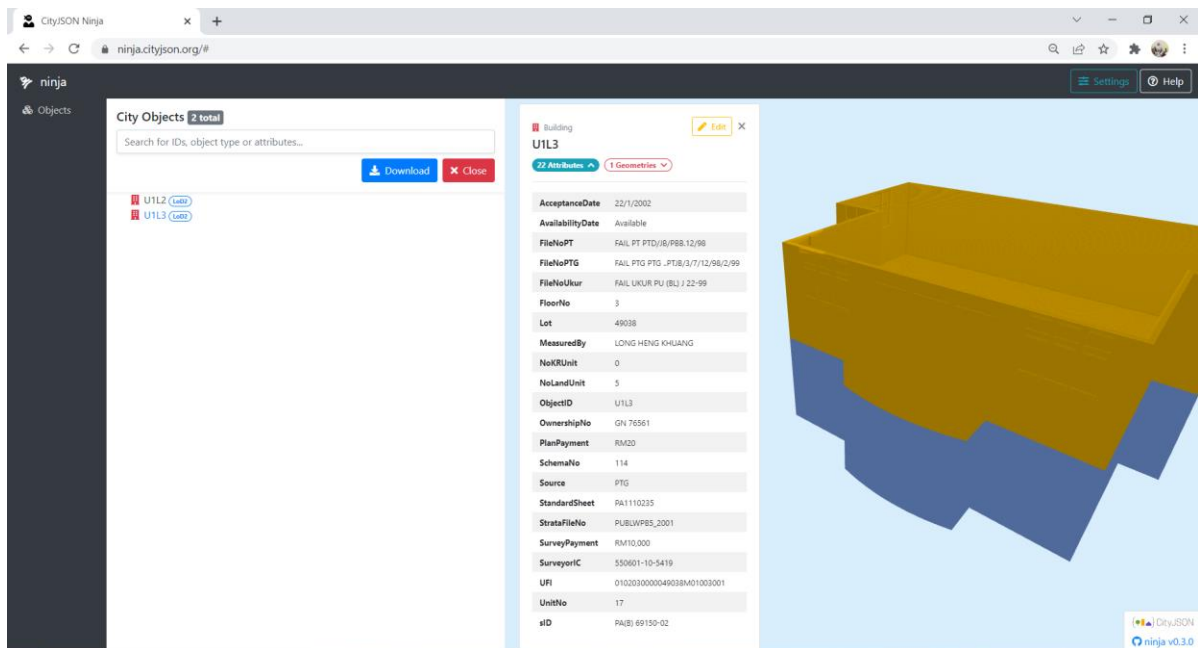 CityJSON Ninja
ninja.cityjson.org/#
ninja
Settings
Help
Objects
City Objects 2 total
Search for IDs, object type or attributes...
Download
Close
U1L2 LoD2
U1L3 LoD2
Building
Edit
U1L3
22 Attributes
1 Geometries
AcceptanceDate 22/1/2002
AvailabilityDate Available
FileNoPT FAIL PT PTD/JB/PBB.12/98
FileNoPTG FAIL PTG PTG ..PTJB/3/7/12/98/2/99
FileNoUkur FAIL UKUR PU (BL) J 22-99
FloorNo 3
Lot 49038
MeasuredBy LONG HENG KHUANG
NoKRUnit 0
NoLandUnit 5
ObjectID U1L3
OwnershipNo GN 76561
PlanPayment RM20
SchemaNo 114
Source PTG
StandardSheet PA1110235
StrataFileNo PUBLWPB5_2001
SurveyPayment RM10,000
SurveyorIC 550601-10-5419
UFI 0102030000049038M01003001
UnitNo 17
sID PA(B) 69150-02
CityJSON
ninja v0.3.0